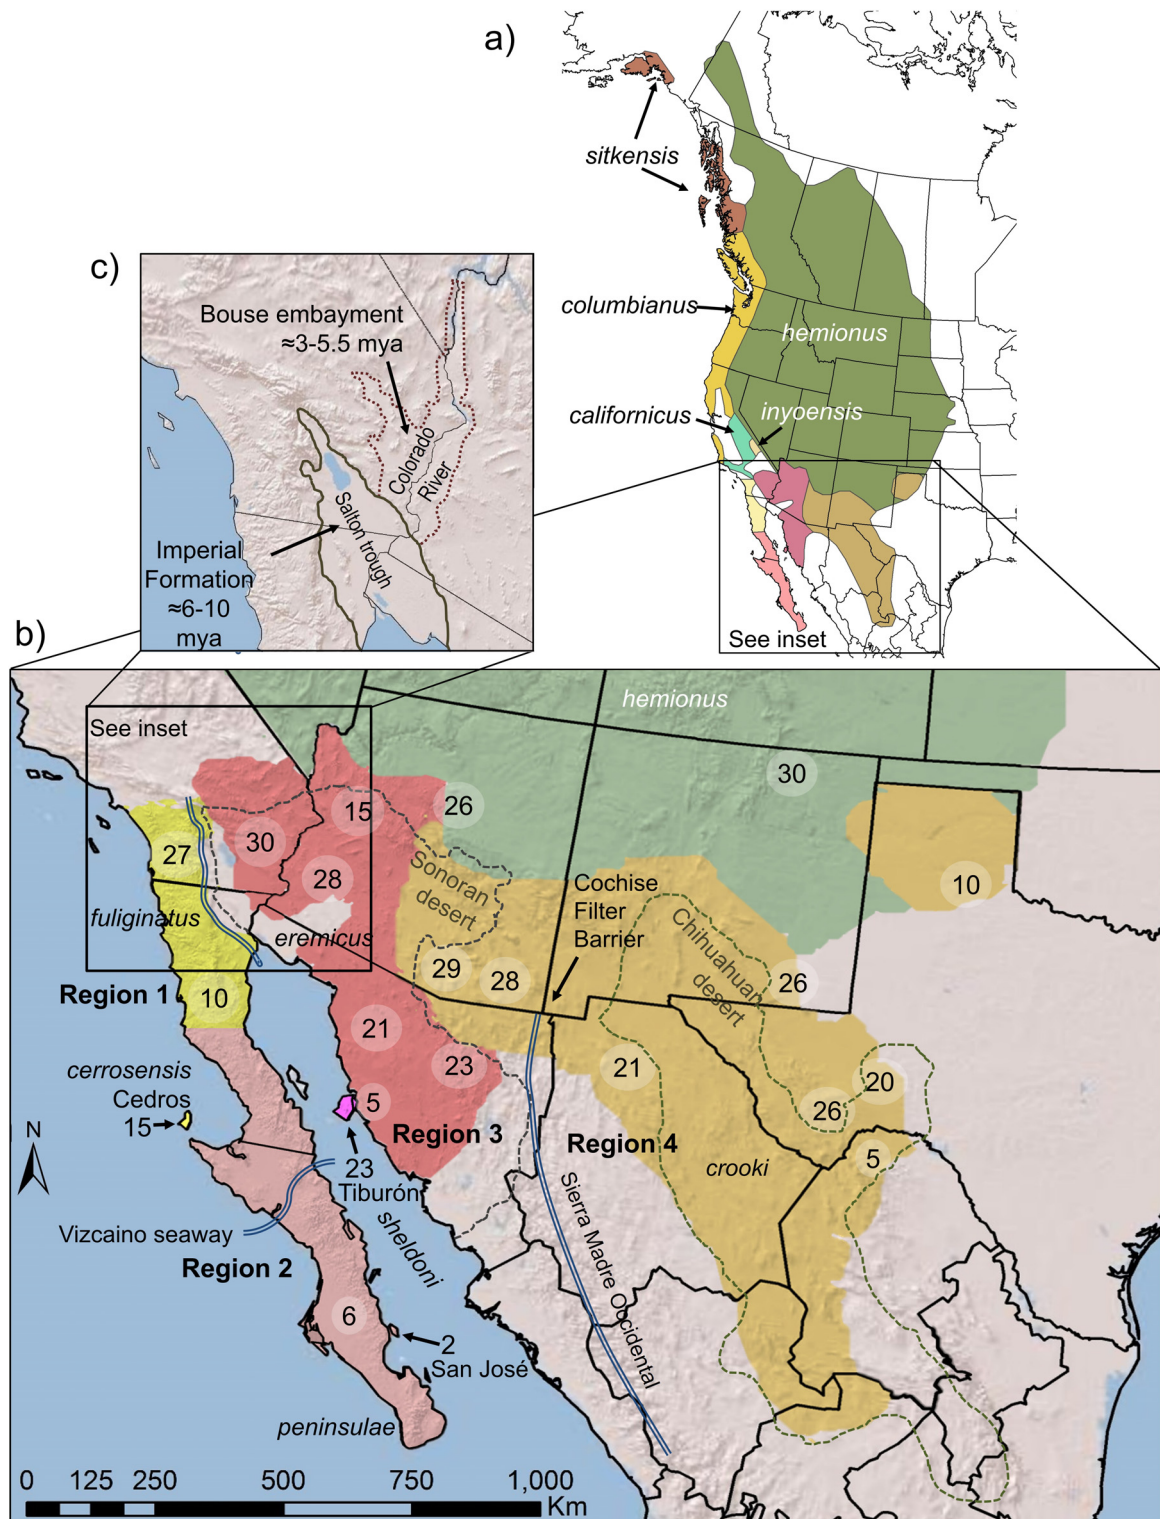 a)
sitkensis
columbianus
hemionus
californicus
inyoensis
See inset
c)
Bouse embayment
≈3-5.5 mya
Colorado
River
Salton trough
Imperial
Formation
≈6-10
mya
b)
See inset
hemionus
30
26
15
30
27
28
Sonoran
desert
10
Cochise
Filter
Barrier
Chihuahuan
desert
fuliginatus
eremicus
29
28
26
Region 1
10
21
23
21
20
26
cerrosensis
Cedros
15
5
Region 3
Region 4
crooki
5
N
23
Tiburón
sheldoni
Vizcaino seaway
Region 2
Sierra Madre Occidental
6
2
San José
peninsulae
0 125 250 500 750 1,000
Km